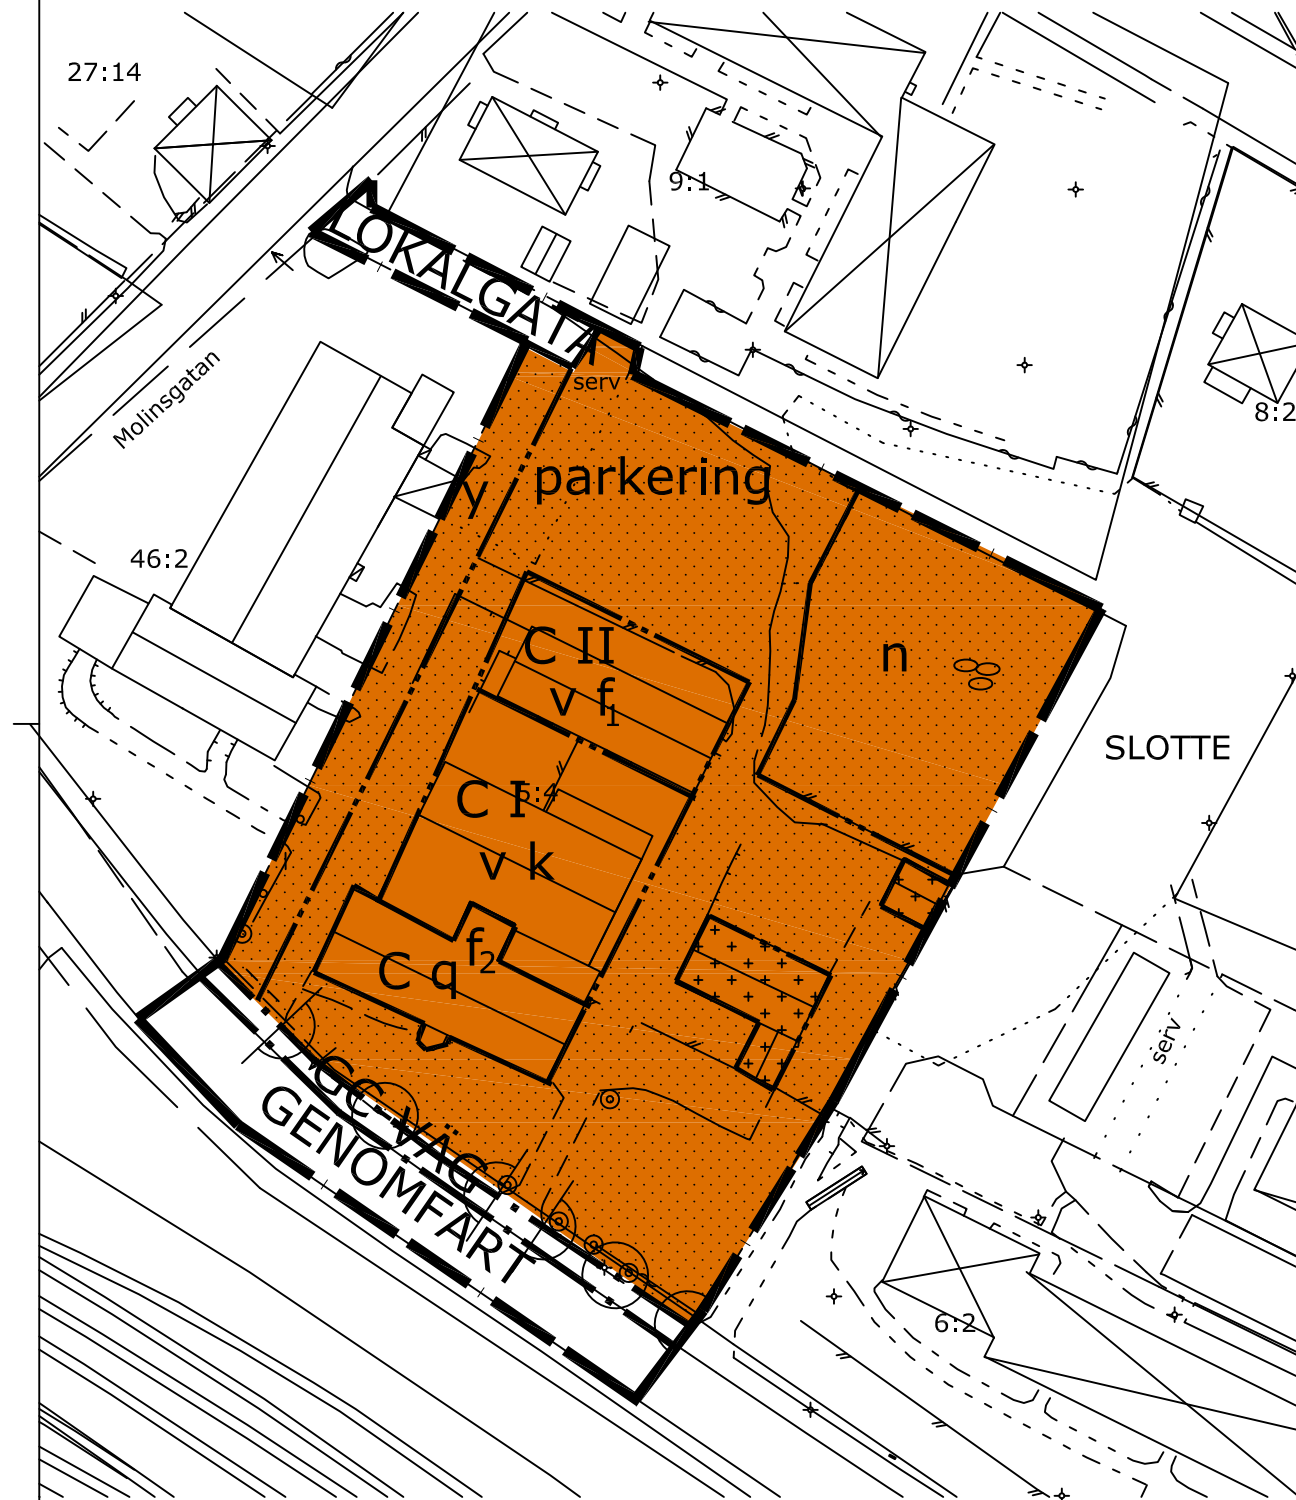 27:14
9:1
LOKALGATA
Molinsgatan
serv
8:2
y
parkering
46:2
C II
v f1
n
SLOTTE
C I
5:4
v k
f2
C q
serv
GC-VÄG
GENOMFART
6:2